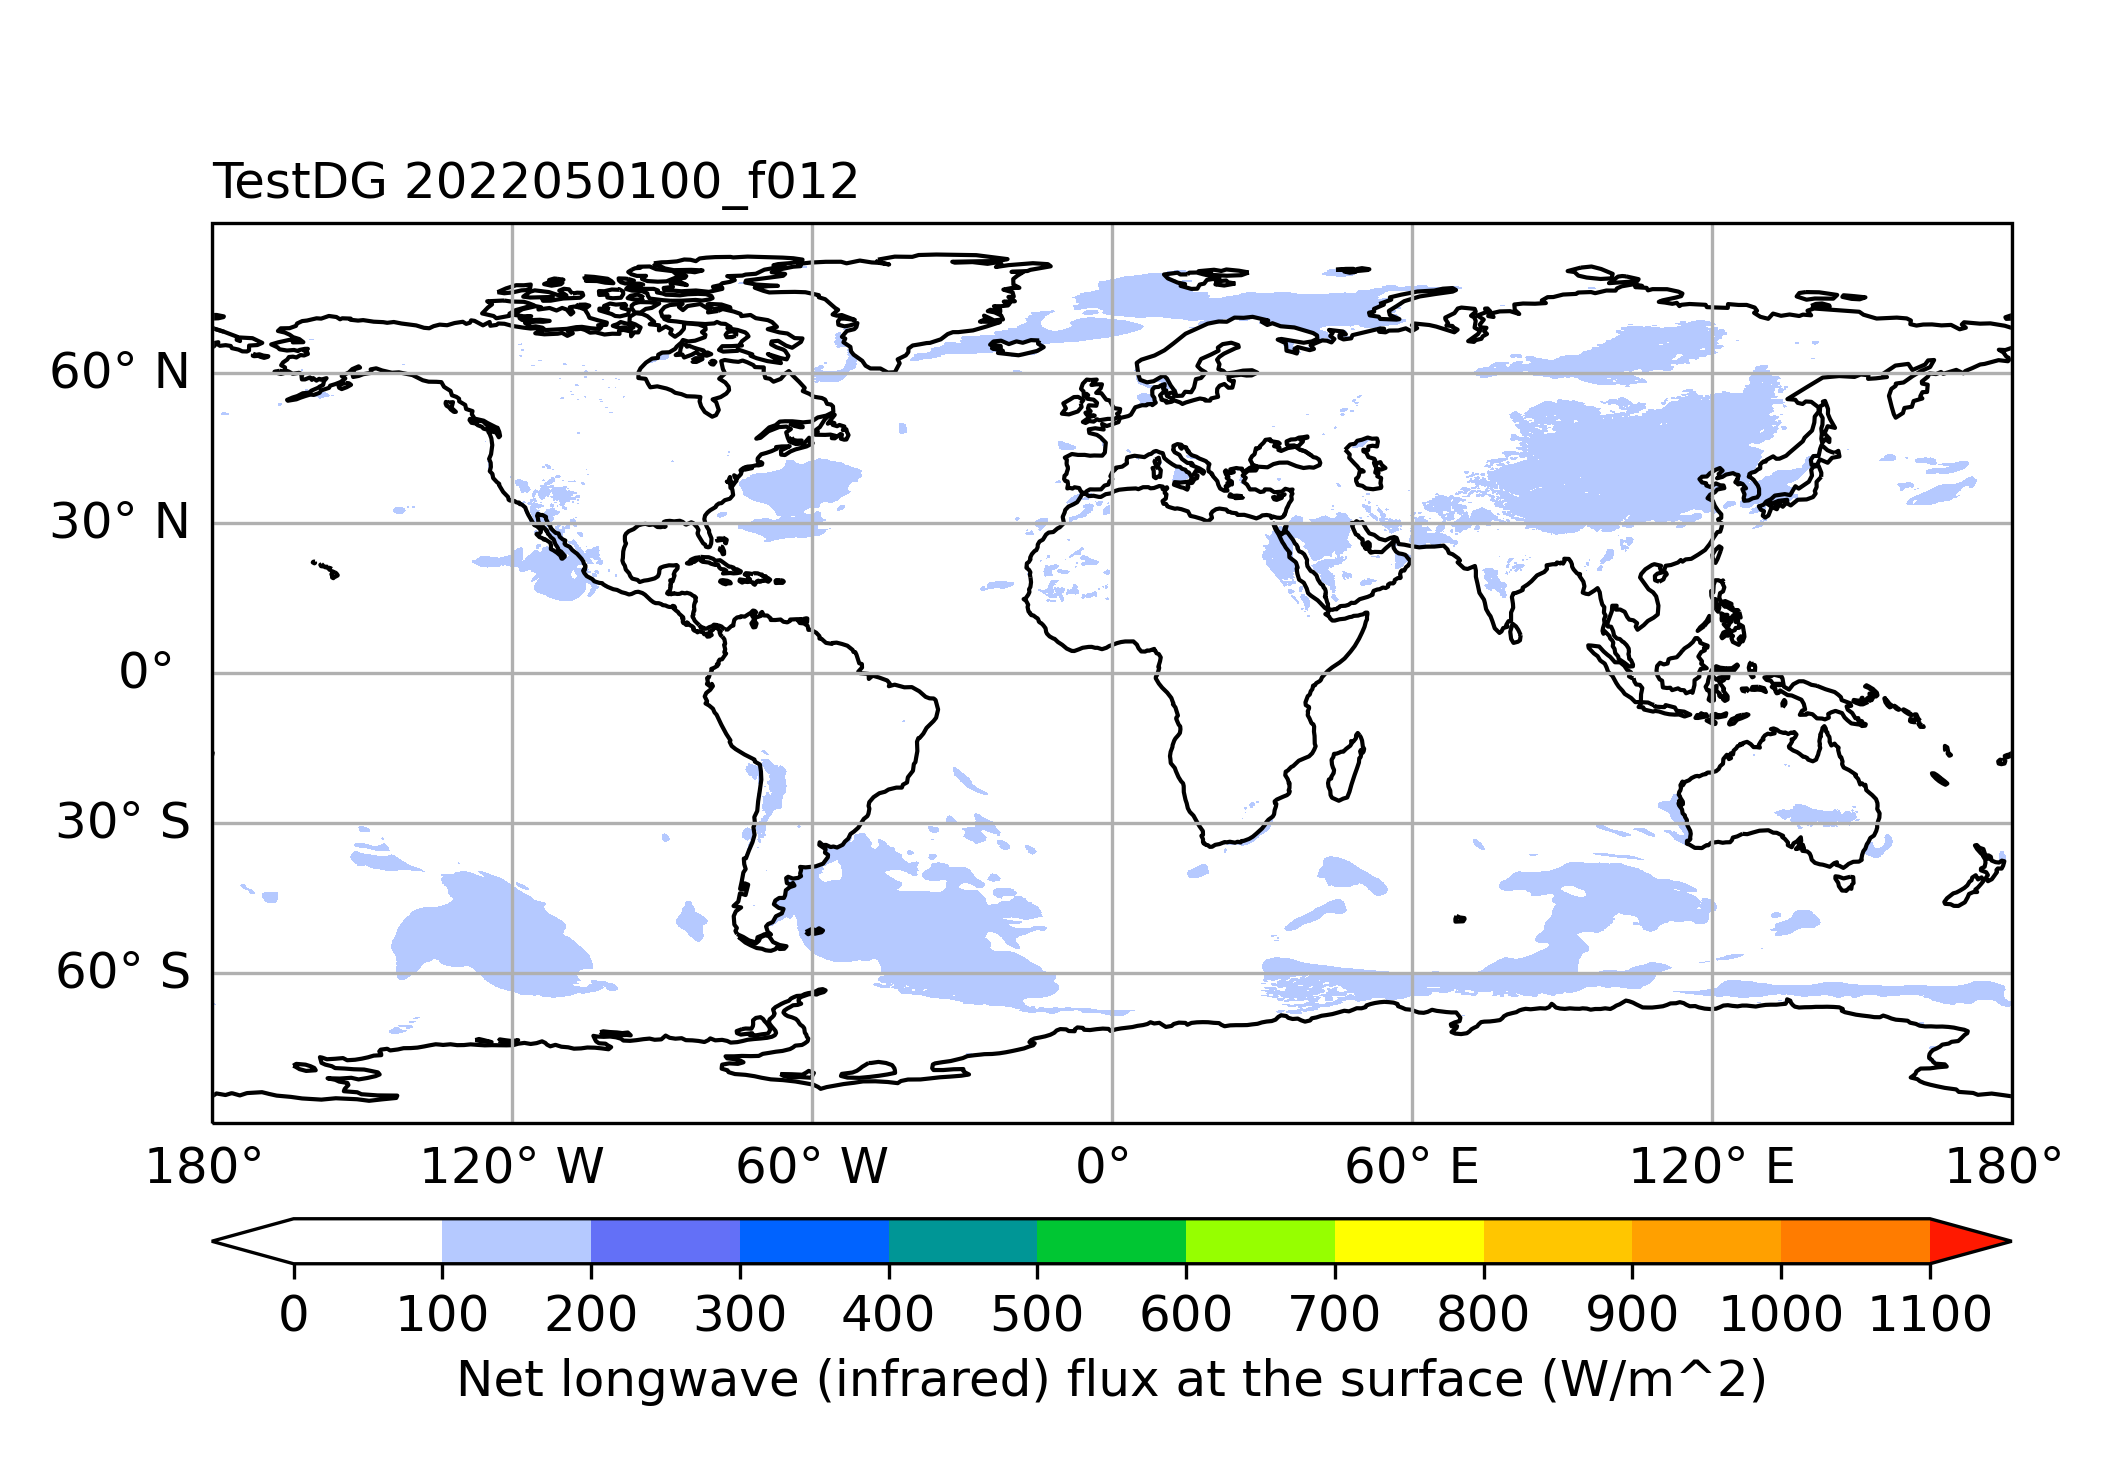 TestDG 2022050100_f012
60° N
30° N
0°
30° S
60° S
180° 120° W 60° W 0° 60° E 120° E 180°
0 100 200 300 400 500 600 700 800 900 1000 1100
Net longwave (infrared) flux at the surface (W/m^2)